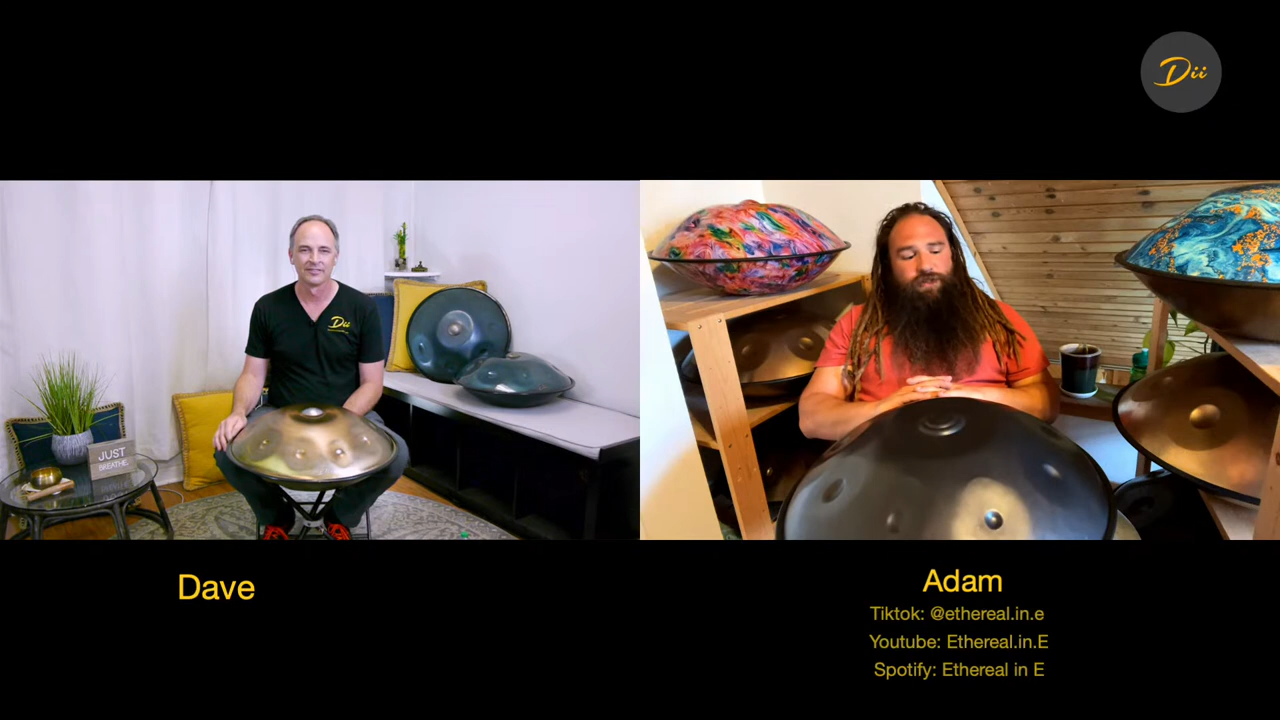 Dii
Dii
JUST
BREATHE
Dave
Adam
Tiktok: @ethereal.in.e
Youtube: Ethereal.in.E
Spotify: Ethereal in E